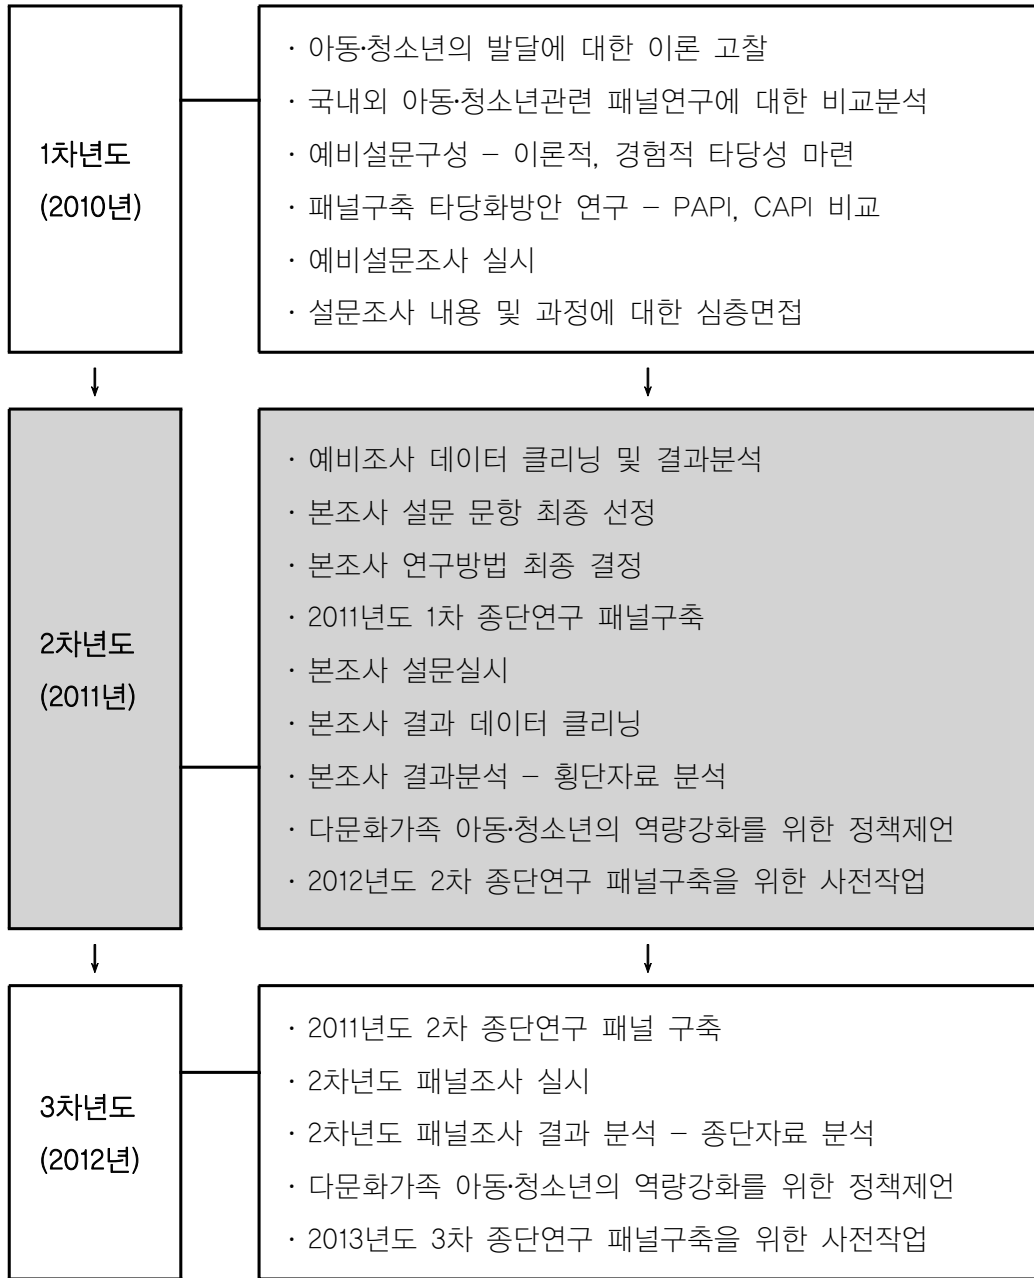 1차년도
(2010년)
· 아동·청소년의 발달에 대한 이론 고찰
· 국내외 아동·청소년관련 패널연구에 대한 비교분석
· 예비설문구성 – 이론적, 경험적 타당성 마련
· 패널구축 타당화방안 연구 – PAPI, CAPI 비교
· 예비설문조사 실시
· 설문조사 내용 및 과정에 대한 심층면접
↓ ↓
2차년도
(2011년)
· 예비조사 데이터 클리닝 및 결과분석
· 본조사 설문 문항 최종 선정
· 본조사 연구방법 최종 결정
· 2011년도 1차 종단연구 패널구축
· 본조사 설문실시
· 본조사 결과 데이터 클리닝
· 본조사 결과분석 – 횡단자료 분석
· 다문화가족 아동·청소년의 역량강화를 위한 정책제언
· 2012년도 2차 종단연구 패널구축을 위한 사전작업
↓ ↓
3차년도
(2012년)
· 2011년도 2차 종단연구 패널 구축
· 2차년도 패널조사 실시
· 2차년도 패널조사 결과 분석 – 종단자료 분석
· 다문화가족 아동·청소년의 역량강화를 위한 정책제언
· 2013년도 3차 종단연구 패널구축을 위한 사전작업